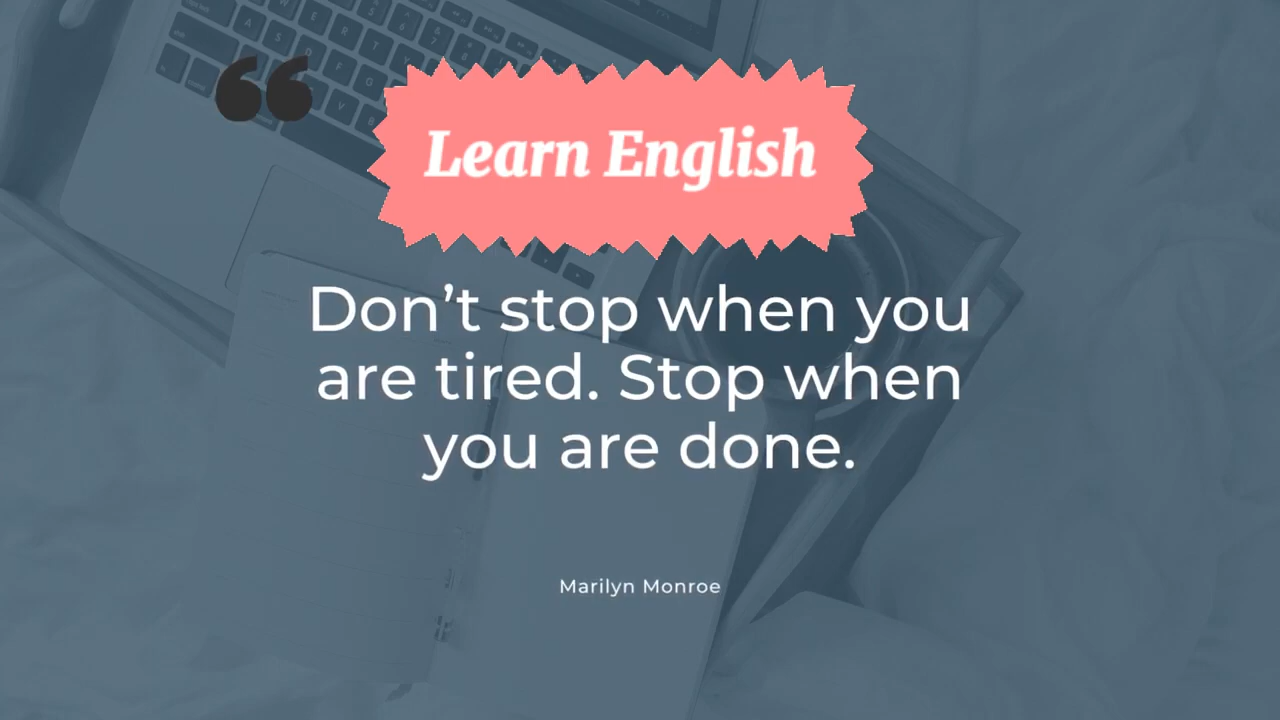 “
Learn English
Don’t stop when you
are tired. Stop when
you are done.
Marilyn Monroe